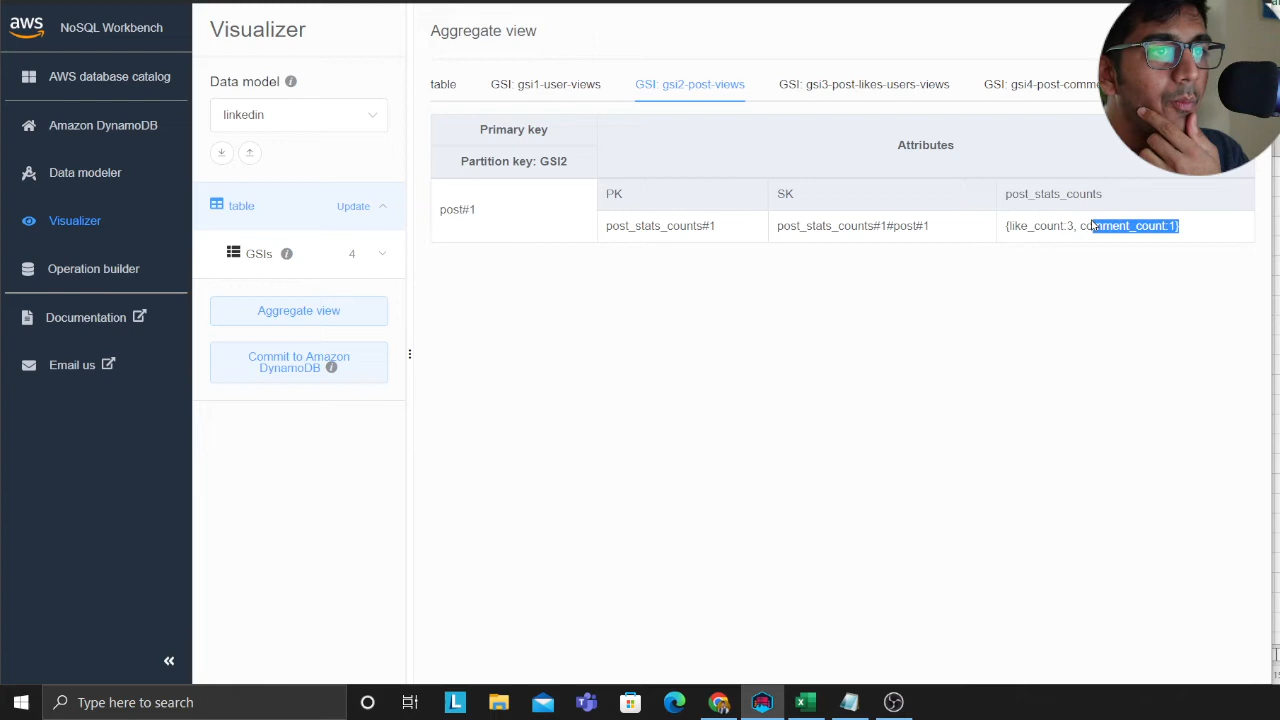 aws
NoSQL Workbench
AWS database catalog
Amazon DynamoDB
Data modeler
Visualizer
Operation builder
Documentation
Email us
Visualizer
Data model
linkedin
table
Update
GSIs
4
Aggregate view
Commit to Amazon
DynamoDB
Aggregate view
table
GSI: gsi1-user-views
GSI: gsi2-post-views
GSI: gsi3-post-likes-users-views
GSI: gsi4-post-comme
Primary key
Partition key: GSI2
Attributes
post#1
PK
SK
post_stats_counts
post_stats_counts#1
post_stats_counts#1#post#1
{like_count:3, comment_count:1}
Type here to search